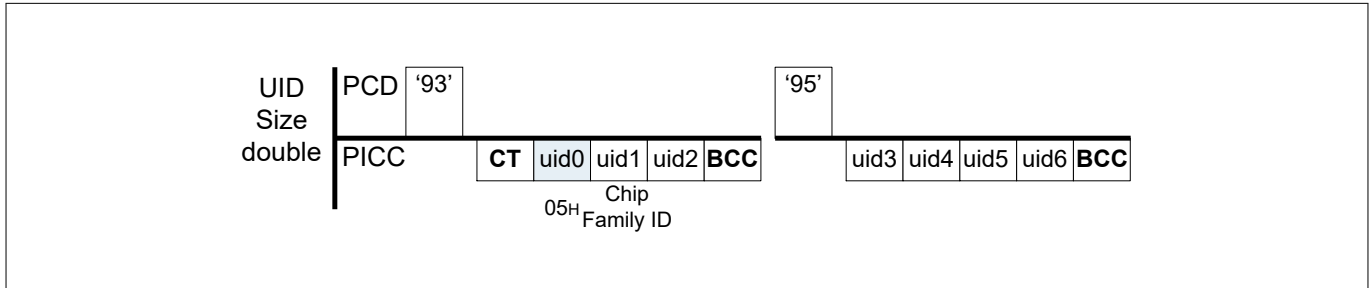 UID
Size
double
PCD
‘93’
‘95’
PICC
CT uid0 uid1 uid2 BCC
uid3 uid4 uid5 uid6 BCC
05H
Chip
Family ID